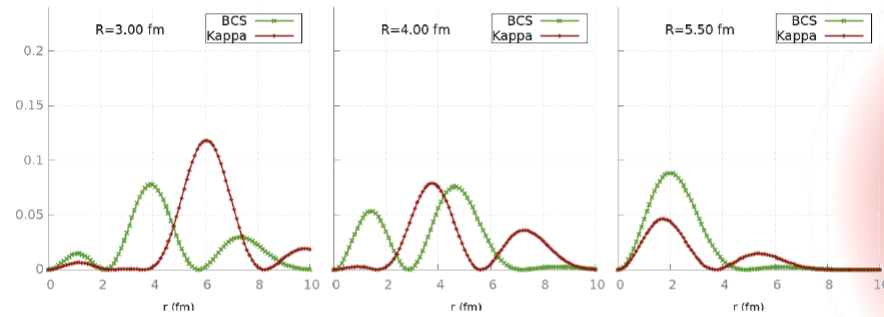 R=3.00 fm
BCS
Kappa
R=4.00 fm
BCS
Kappa
R=5.50 fm
BCS
Kappa
0.2
0.15
0.1
0.05
0
0 2 4 6 8 10
0 2 4 6 8 10
0 2 4 6 8 10
r (fm)
r (fm)
r (fm)